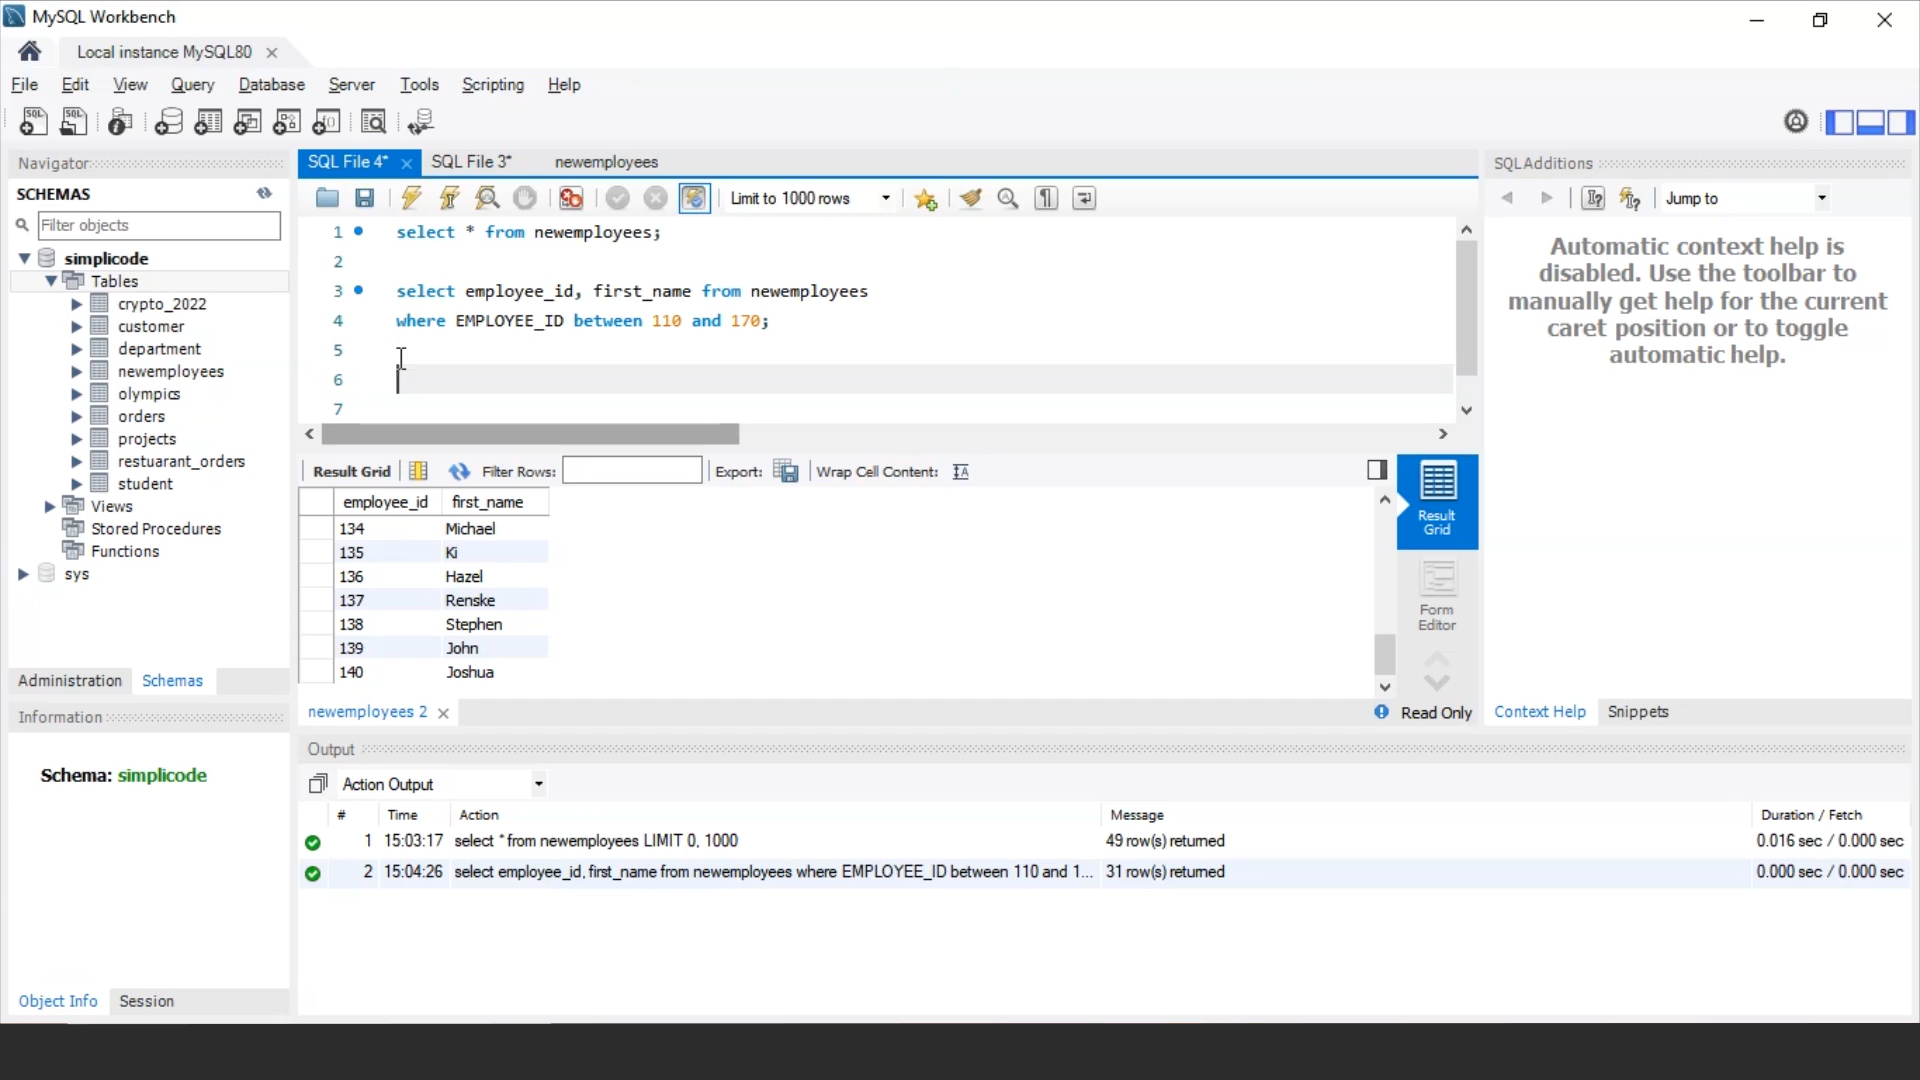 MySQL Workbench
Local instance MySQL80
File Edit View Query Database Server Tools Scripting Help
Navigator
SCHEMAS
Filter objects
simplicode
Tables
crypto_2022
customer
department
newemployees
olympics
orders
projects
restuarant_orders
student
Views
Stored Procedures
Functions
sys
Administration Schemas
Information
Schema: simplicode
Object Info Session
SQL File 4* SQL File 3* newemployees
Limit to 1000 rows
1 select * from newemployees;
2
3 select employee_id, first_name from newemployees
4 where EMPLOYEE_ID between 110 and 170;
5
6
7
Result Grid Filter Rows: Export: Wrap Cell Content:
employee_id first_name
134 Michael
135 Ki
136 Hazel
137 Renske
138 Stephen
139 John
140 Joshua
Result
Grid
Form
Editor
newemployees 2 Read Only
SQLAdditions
Jump to
Automatic context help is
disabled. Use the toolbar to
manually get help for the current
caret position or to toggle
automatic help.
Context Help Snippets
Output
Action Output
# Time Action Message Duration / Fetch
1 15:03:17 select * from newemployees LIMIT 0, 1000 49 row(s) returned 0.016 sec / 0.000 sec
2 15:04:26 select employee_id, first_name from newemployees where EMPLOYEE_ID between 110 and 1... 31 row(s) returned 0.000 sec / 0.000 sec